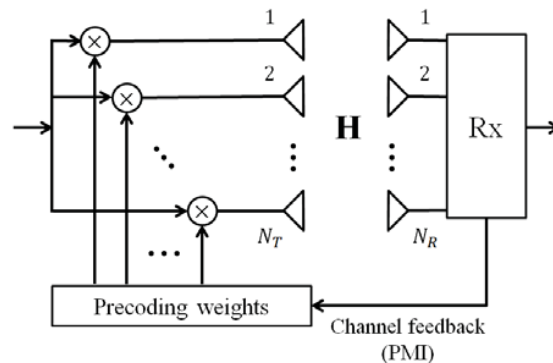 1
1
×
2
2
×
H
Rx
×
N_T
N_R
Precoding weights
Channel feedback
(PMI)